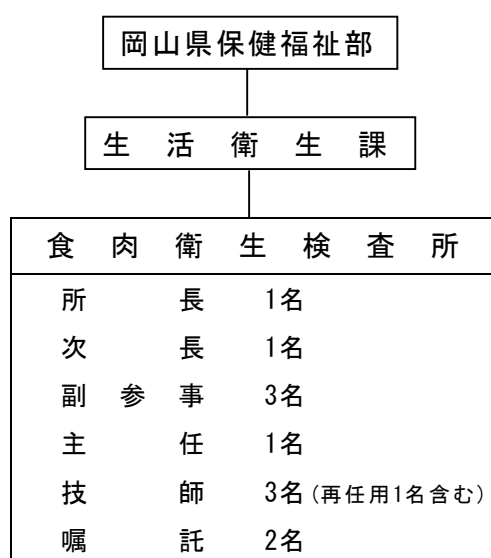 岡山県保健福祉部
生活衛生課
食肉衛生検査所
所長 1名
次長 1名
副参事 3名
主任 1名
技師 3名(再任用1名含む)
嘱託 2名